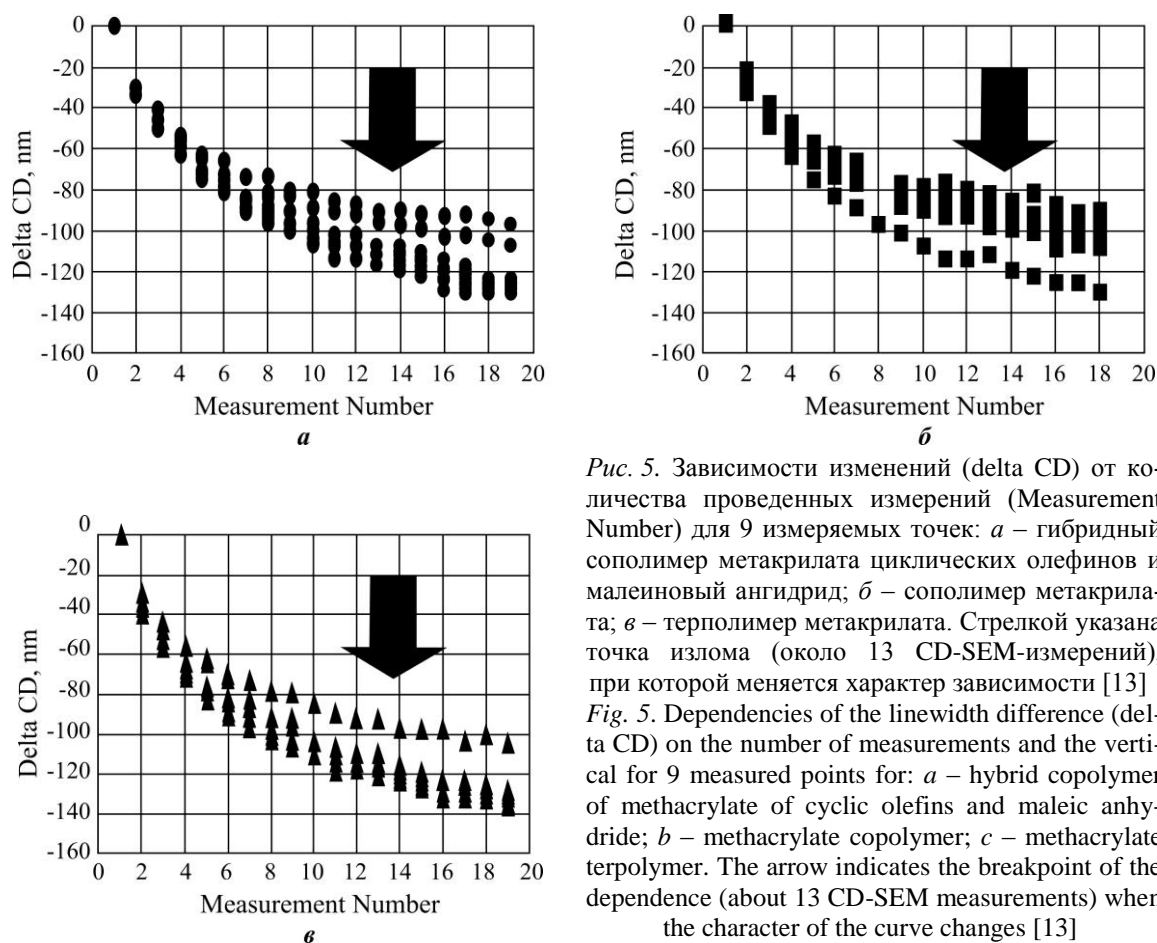 0
-20
-40
-60
-80
-100
-120
-140
-160
Delta CD, nm
0 2 4 6 8 10 12 14 16 18 20
Measurement Number
а
0
-20
-40
-60
-80
-100
-120
-140
-160
Delta CD, nm
0 2 4 6 8 10 12 14 16 18 20
Measurement Number
б
0
-20
-40
-60
-80
-100
-120
-140
-160
Delta CD, nm
0 2 4 6 8 10 12 14 16 18 20
Measurement Number
в
Рис. 5. Зависимости изменений (delta CD) от ко-
личества проведенных измерений (Measurement
Number) для 9 измеряемых точек: а – гибридный
сополимер метакрилата циклических олефинов и
малеиновый ангидрид; б – сополимер метакрила-
та; в – терполимер метакрилата. Стрелкой указана
точка излома (около 13 CD-SEM-измерений),
при которой меняется характер зависимости [13]
Fig. 5. Dependencies of the linewidth difference (del-
ta CD) on the number of measurements and the verti-
cal for 9 measured points for: a – hybrid copolymer
of methacrylate of cyclic olefins and maleic anhy-
dride; b – methacrylate copolymer; c – methacrylate
terpolymer. The arrow indicates the breakpoint of the
dependence (about 13 CD-SEM measurements) when
the character of the curve changes [13]